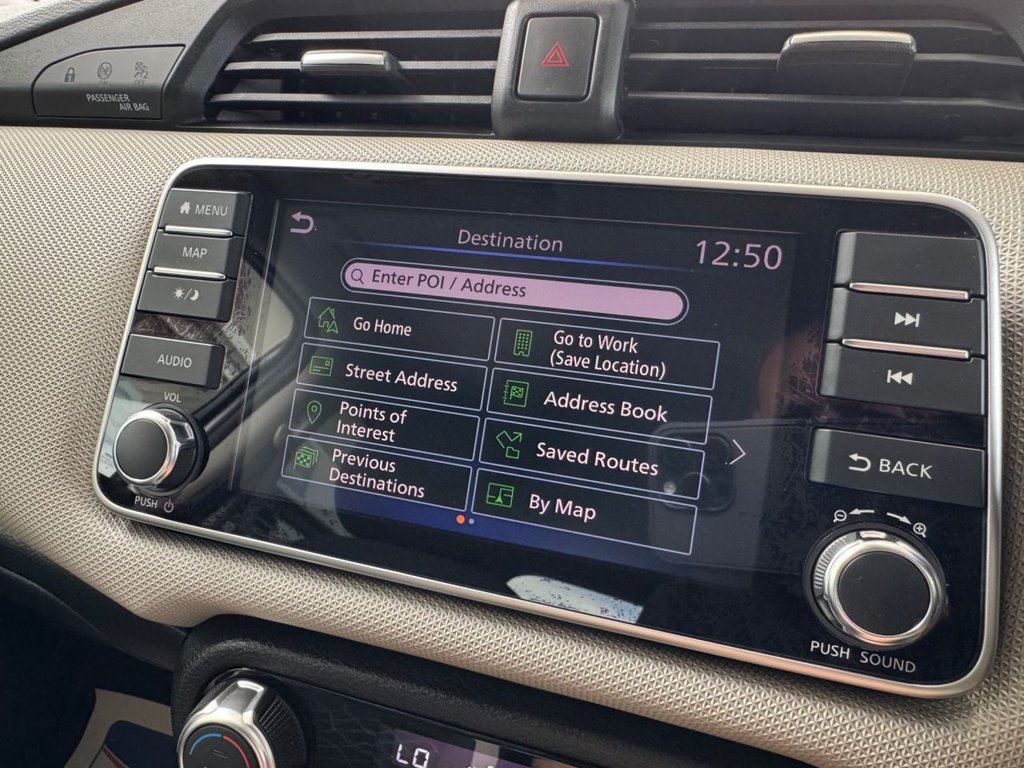 PASSENGER
AIR BAG
MENU
MAP
AUDIO
VOL
PUSH
Destination
12:50
Enter POI / Address
Go Home
Go to Work
(Save Location)
Street Address
Address Book
Points of
Interest
Saved Routes
Previous
Destinations
By Map
BACK
PUSH SOUND
LO